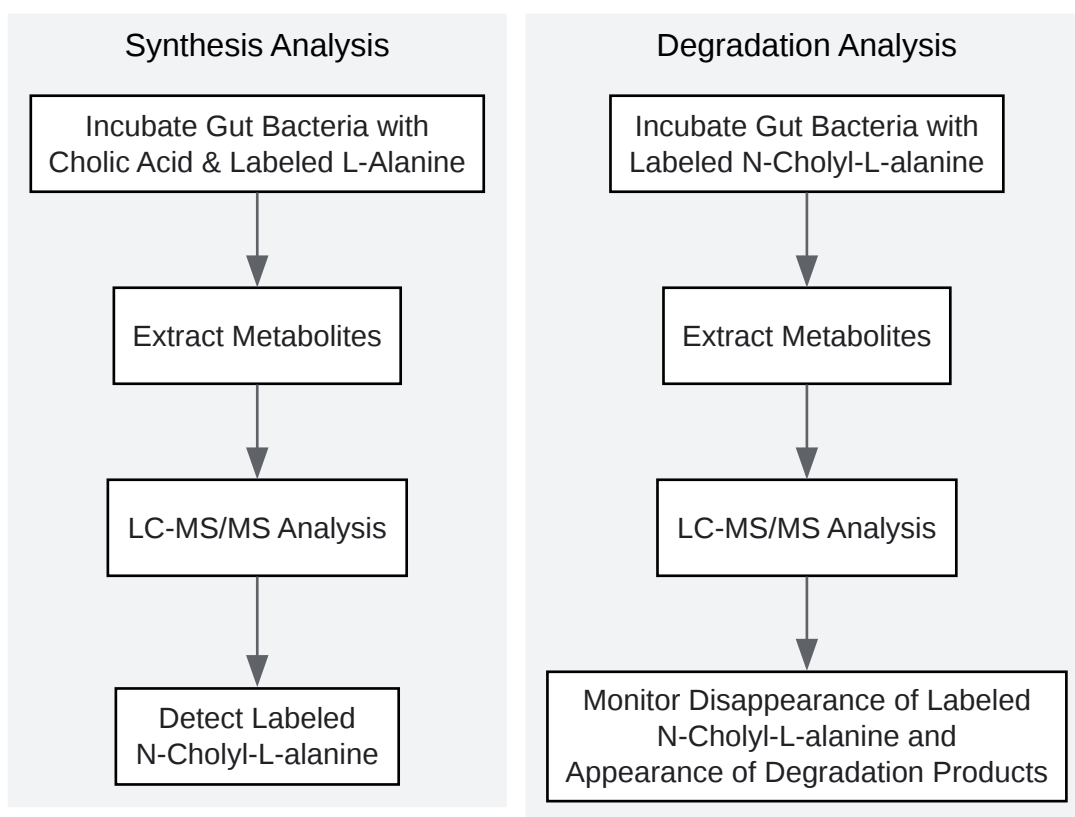 Synthesis Analysis
Incubate Gut Bacteria with
Cholic Acid & Labeled L-Alanine
Extract Metabolites
LC-MS/MS Analysis
Detect Labeled
N-Cholyl-L-alanine
Degradation Analysis
Incubate Gut Bacteria with
Labeled N-Cholyl-L-alanine
Extract Metabolites
LC-MS/MS Analysis
Monitor Disappearance of Labeled
N-Cholyl-L-alanine and
Appearance of Degradation Products